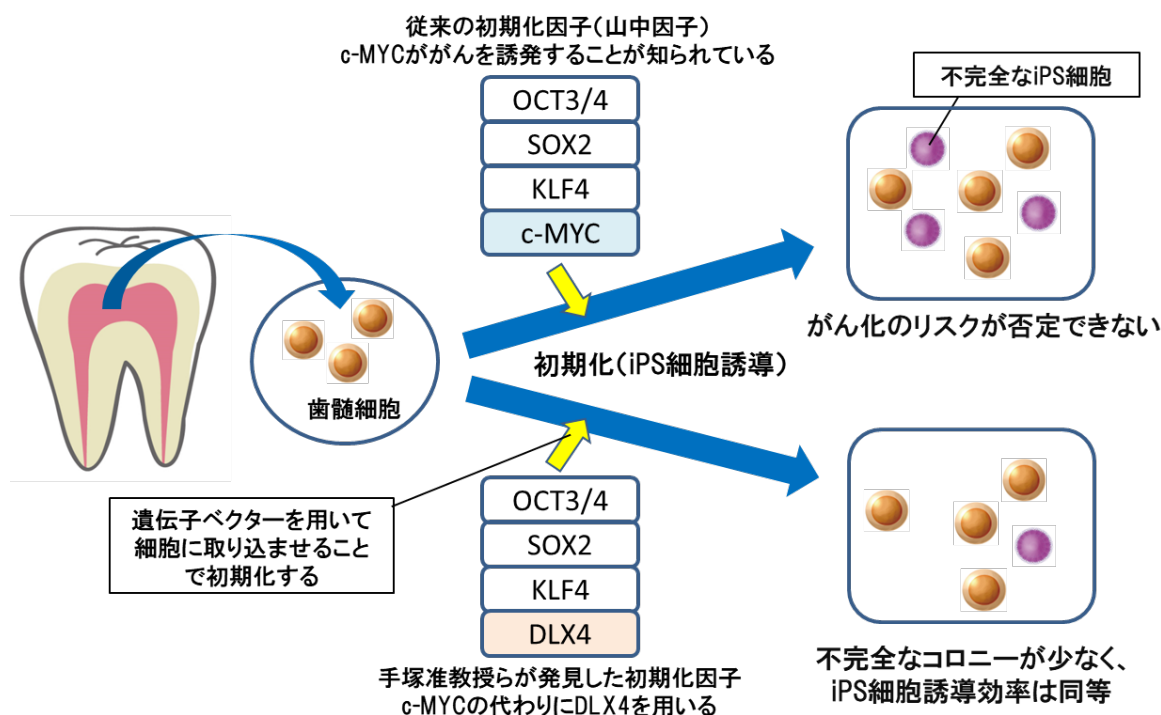 従来の初期化因子(山中因子)
c-MYCががんを誘発することが知られている
OCT3/4
SOX2
KLF4
c-MYC
不完全なiPS細胞
がん化のリスクが否定できない
初期化(iPS細胞誘導)
歯髄細胞
遺伝子ベクターを用いて
細胞に取り込ませること
で初期化する
OCT3/4
SOX2
KLF4
DLX4
手塚准教授らが発見した初期化因子
c-MYCの代わりにDLX4を用いる
不完全なコロニーが少なく、
iPS細胞誘導効率は同等